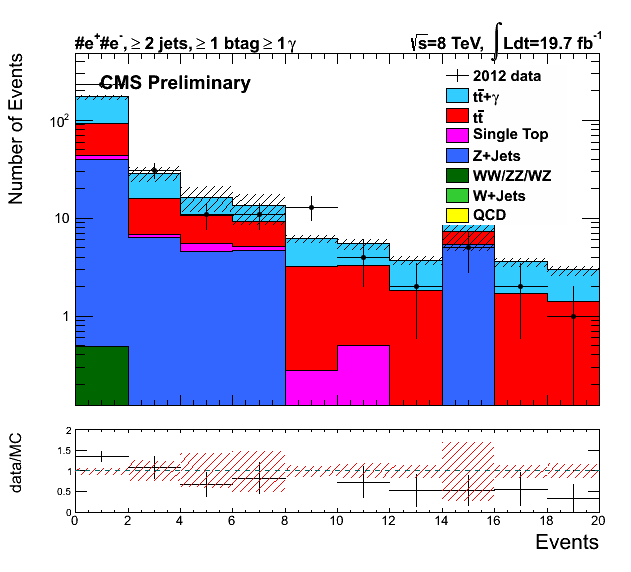 #e⁺#e⁻, ≥ 2 jets, ≥ 1 btag ≥ 1 γ
√s=8 TeV, ∫ Ldt=19.7 fb⁻¹
CMS Preliminary
2012 data
tt̄+γ
tt̄
Single Top
Z+Jets
WW/ZZ/WZ
W+Jets
QCD
Number of Events
10²
10
1
data/MC
2
1.5
1
0.5
0
0 2 4 6 8 10 12 14 16 18 20
Events